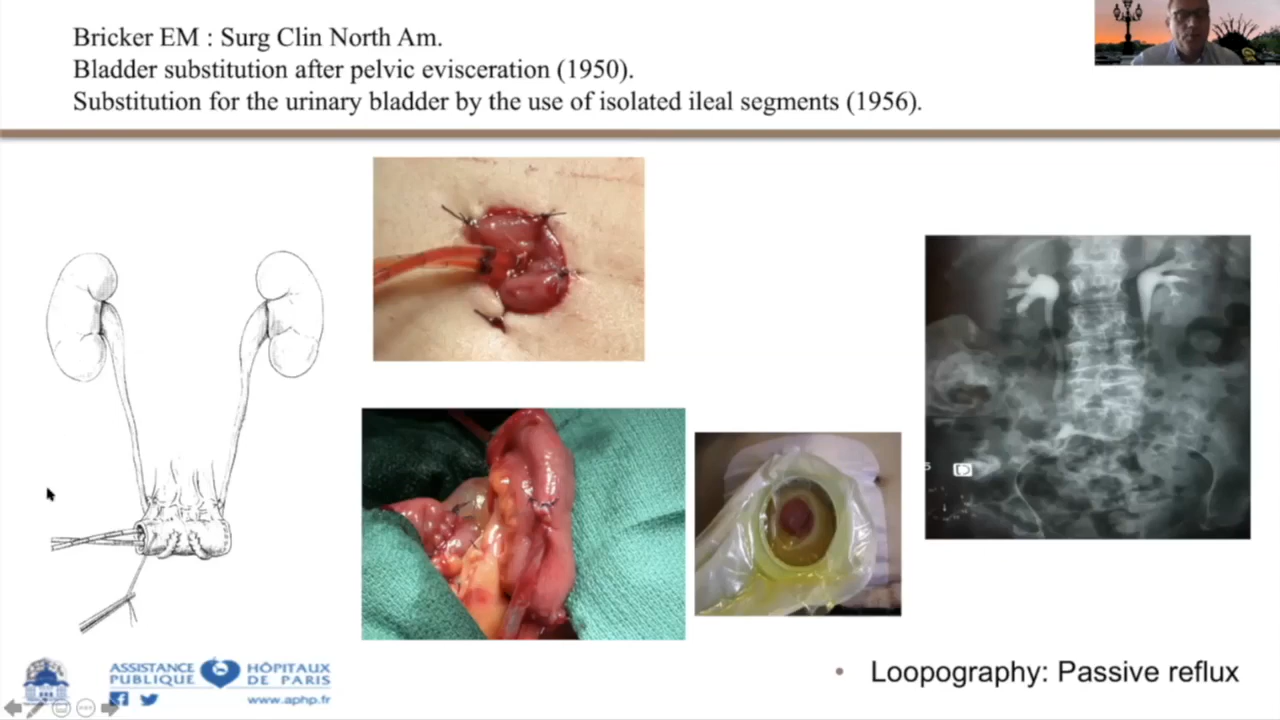 Bricker EM : Surg Clin North Am.
Bladder substitution after pelvic evisceration (1950).
Substitution for the urinary bladder by the use of isolated ileal segments (1956).
Loopography: Passive reflux
ASSISTANCE PUBLIQUE
HÔPITAUX DE PARIS
www.aphp.fr